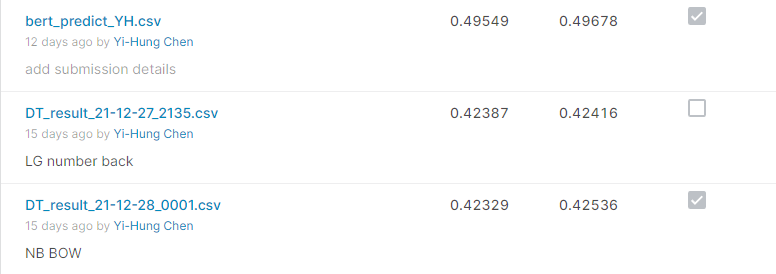 bert_predict_YH.csv 0.49549 0.49678
12 days ago by Yi-Hung Chen
add submission details
DT_result_21-12-27_2135.csv 0.42387 0.42416
15 days ago by Yi-Hung Chen
LG number back
DT_result_21-12-28_0001.csv 0.42329 0.42536
15 days ago by Yi-Hung Chen
NB BOW